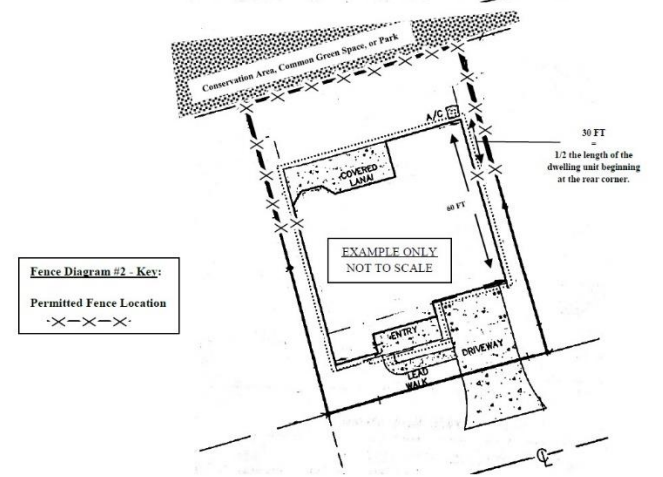 Conservation Area, Common Green Space, or Park
A/C
30 FT
=
1/2 the length of the
dwelling unit beginning
at the rear corner.
COVERED
LANAI
60 FT
EXAMPLE ONLY
NOT TO SCALE
Fence Diagram #2 - Key:
Permitted Fence Location
-X—X—X-
ENTRY
DRIVEWAY
LEAD
WALK
℄